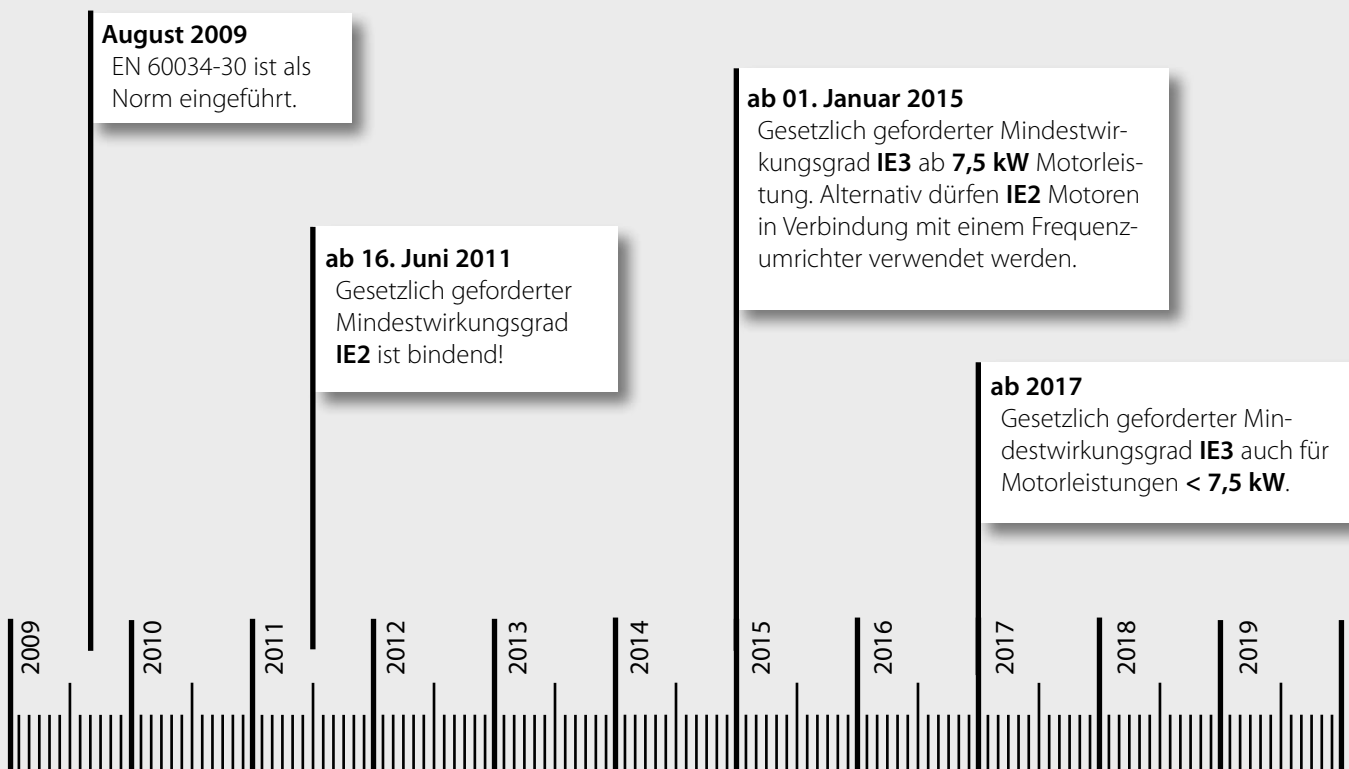 August 2009
EN 60034-30 ist als
Norm eingeführt.
ab 16. Juni 2011
Gesetzlich geforderter
Mindestwirkungsgrad
IE2 ist bindend!
ab 01. Januar 2015
Gesetzlich geforderter Mindestwir-
kungsgrad IE3 ab 7,5 kW Motorleis-
tung. Alternativ dürfen IE2 Motoren
in Verbindung mit einem Frequenz-
umrichter verwendet werden.
ab 2017
Gesetzlich geforderter Min-
destwirkungsgrad IE3 auch für
Motorleistungen < 7,5 kW.
2009
2010
2011
2012
2013
2014
2015
2016
2017
2018
2019